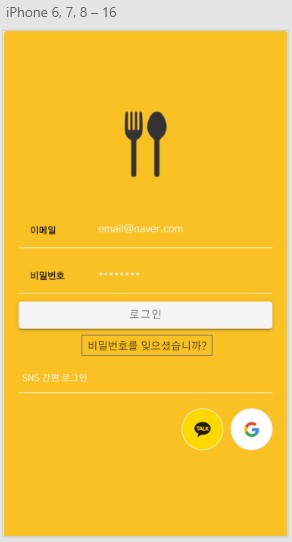 iPhone 6, 7, 8 – 16
이메일 email@naver.com
비밀번호 ••••••••
로그인
비밀번호를 잊으셨습니까?
SNS 간편 로그인
TALK
G